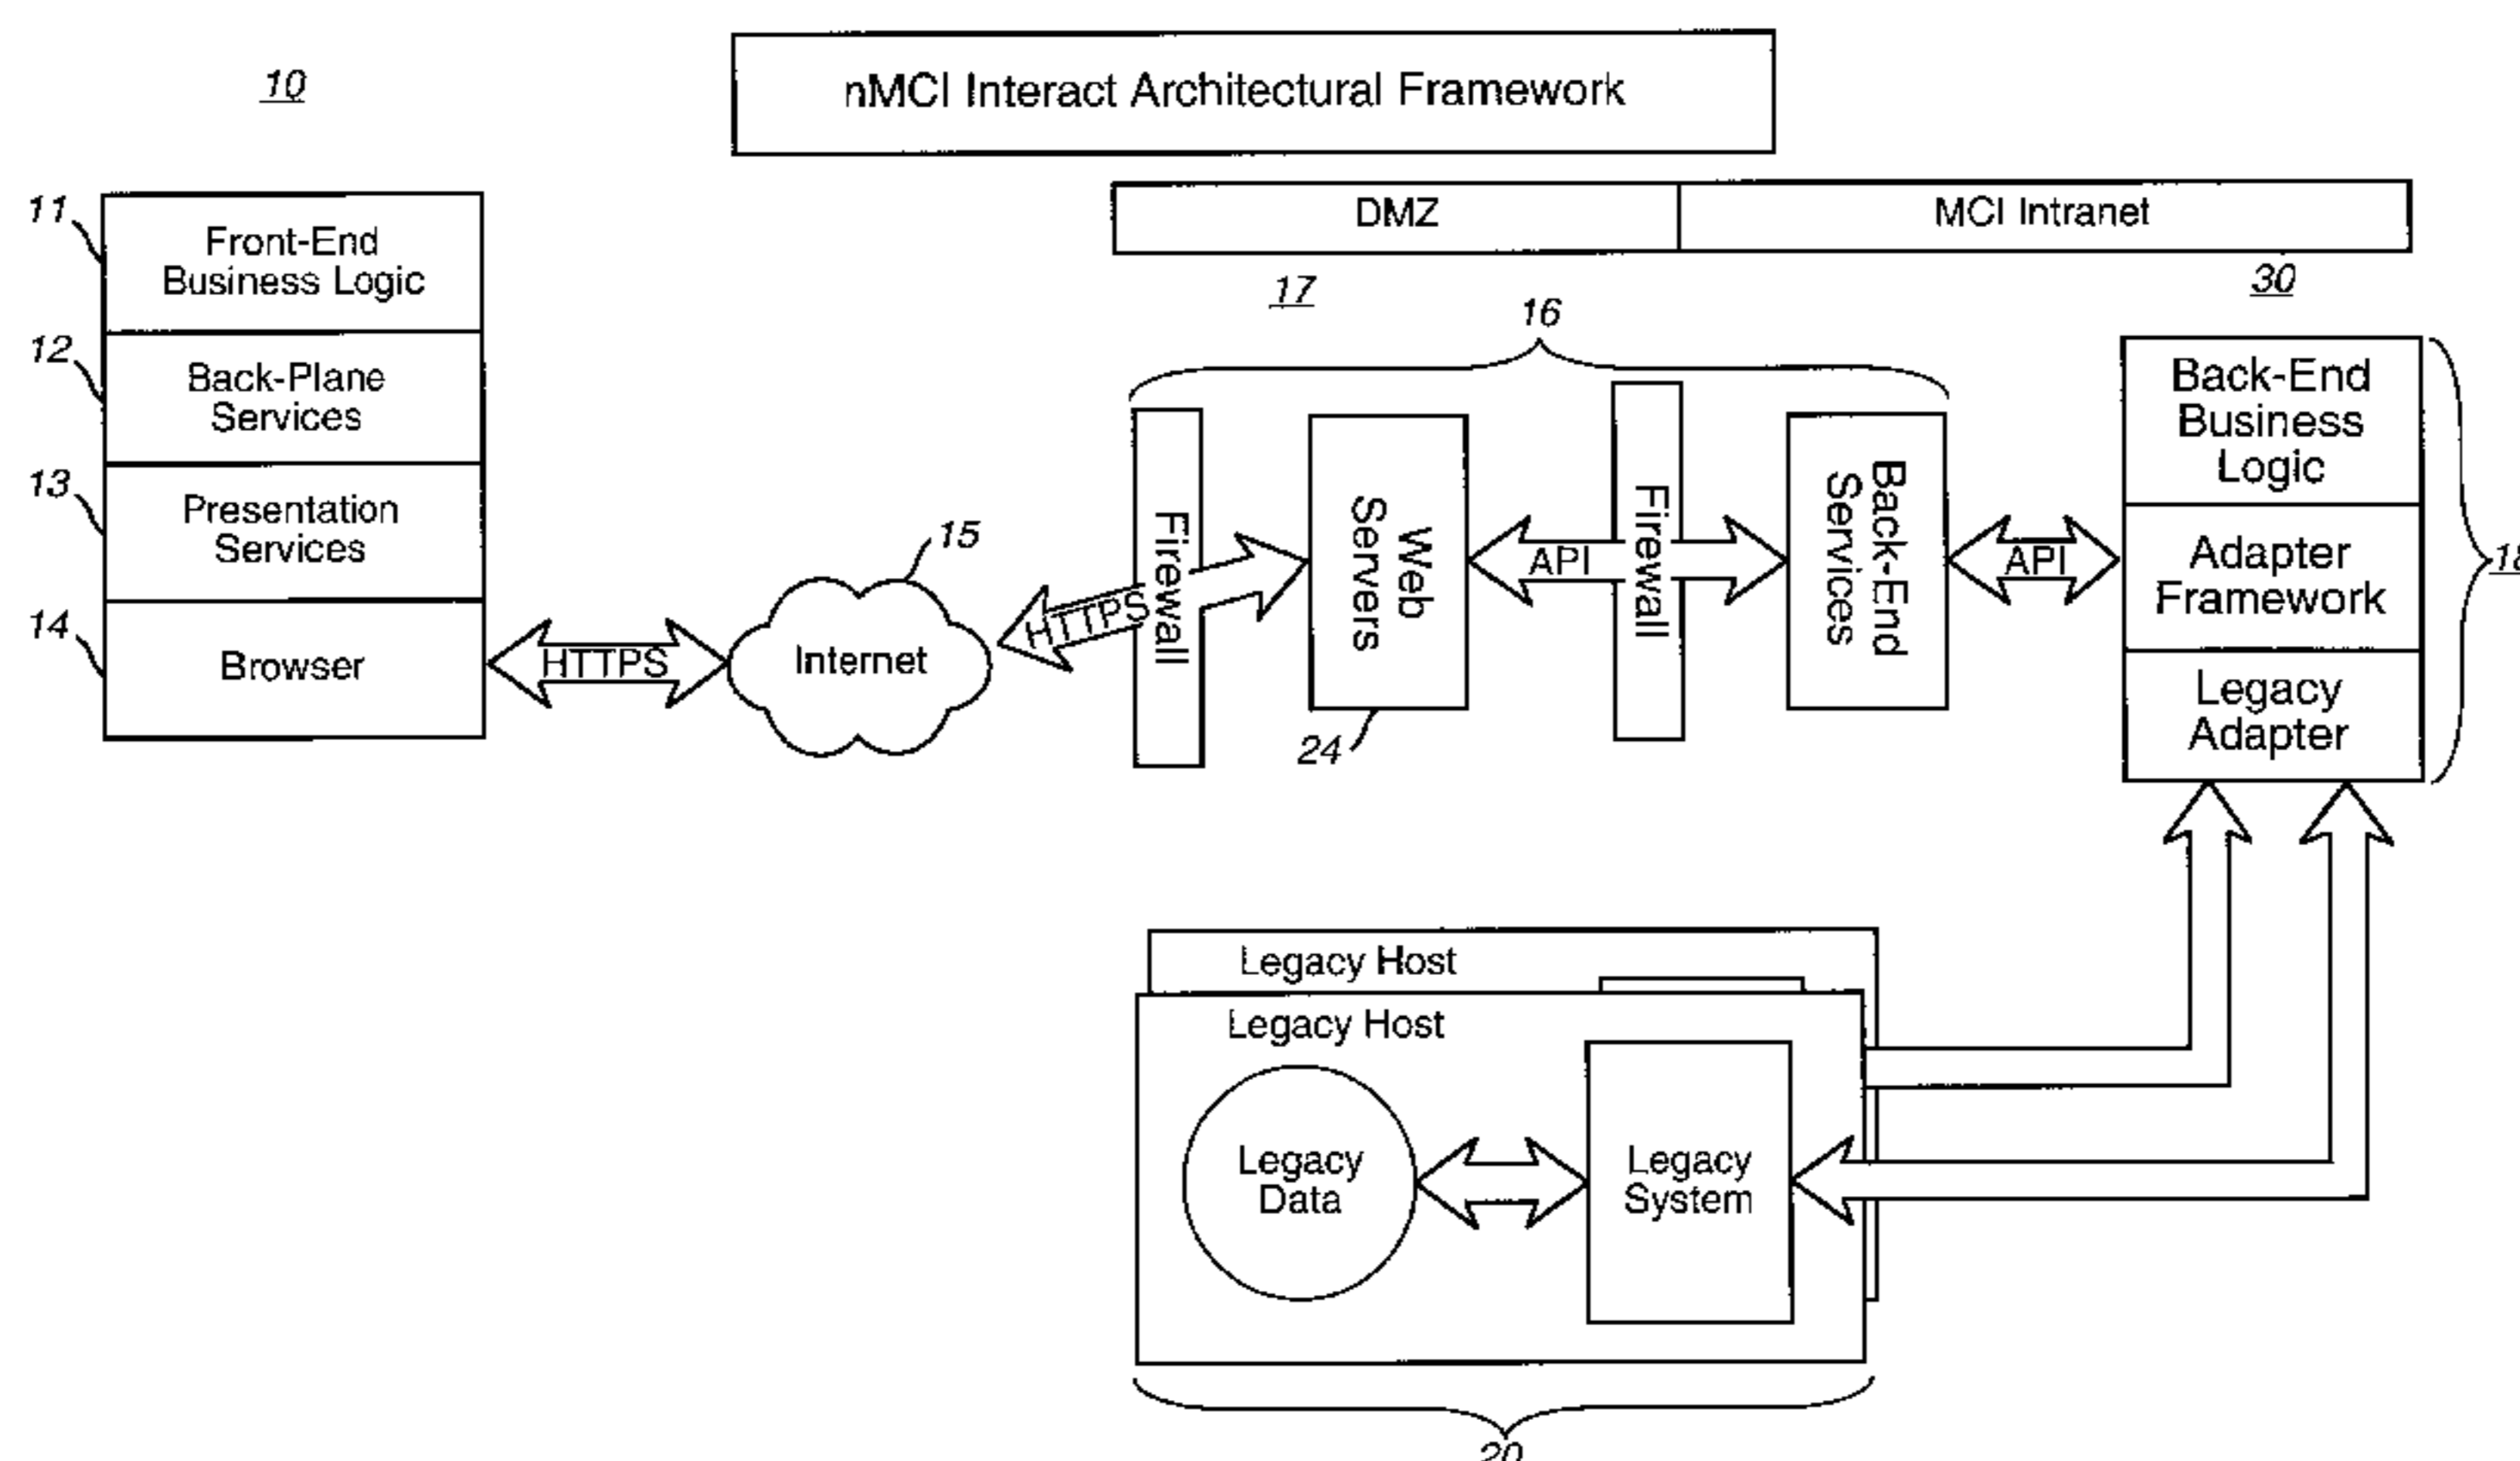 10
nMCI Interact Architectural Framework
DMZ
MCI Intranet
17
30
16
11
Front-End
Business Logic
12
Back-Plane
Services
13
Presentation
Services
14
Browser
HTTPS
15
Internet
HTTPS
Firewall
Web
Servers
24
API
Firewall
Back-End
Services
API
Back-End
Business
Logic
Adapter
Framework
Legacy
Adapter
18
Legacy Host
Legacy Host
Legacy
Data
Legacy
System
20